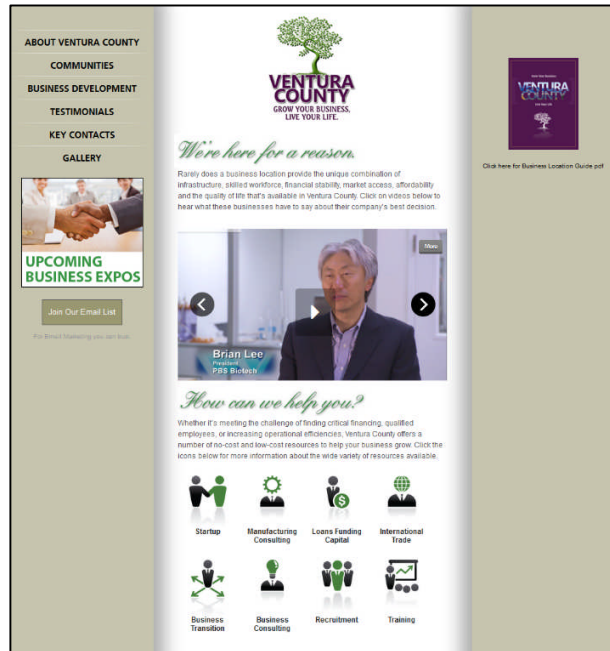 ABOUT VENTURA COUNTY
COMMUNITIES
BUSINESS DEVELOPMENT
TESTIMONIALS
KEY CONTACTS
GALLERY
UPCOMING
BUSINESS EXPOS
Join Our Email List
For Email Marketing you can trust.
VENTURA
COUNTY
GROW YOUR BUSINESS,
LIVE YOUR LIFE.
We're here for a reason.
Rarely does a business location provide the unique combination of
infrastructure, skilled workforce, financial stability, market access, affordability
and the quality of life that's available in Ventura County. Click on videos below to
hear what these businesses have to say about their company's best decision.
More
Brian Lee
President
PBS Biotech
How can we help you?
Whether it's meeting the challenge of finding critical financing, qualified
employees, or increasing operational efficiencies, Ventura County offers a
number of no-cost and low-cost resources to help your business grow. Click the
icons below for more information about the wide variety of resources available.
Startup
Manufacturing
Consulting
Loans Funding
Capital
International
Trade
Business
Transition
Business
Consulting
Recruitment
Training
VENTURA
COUNTY
Click here for Business Location Guide pdf